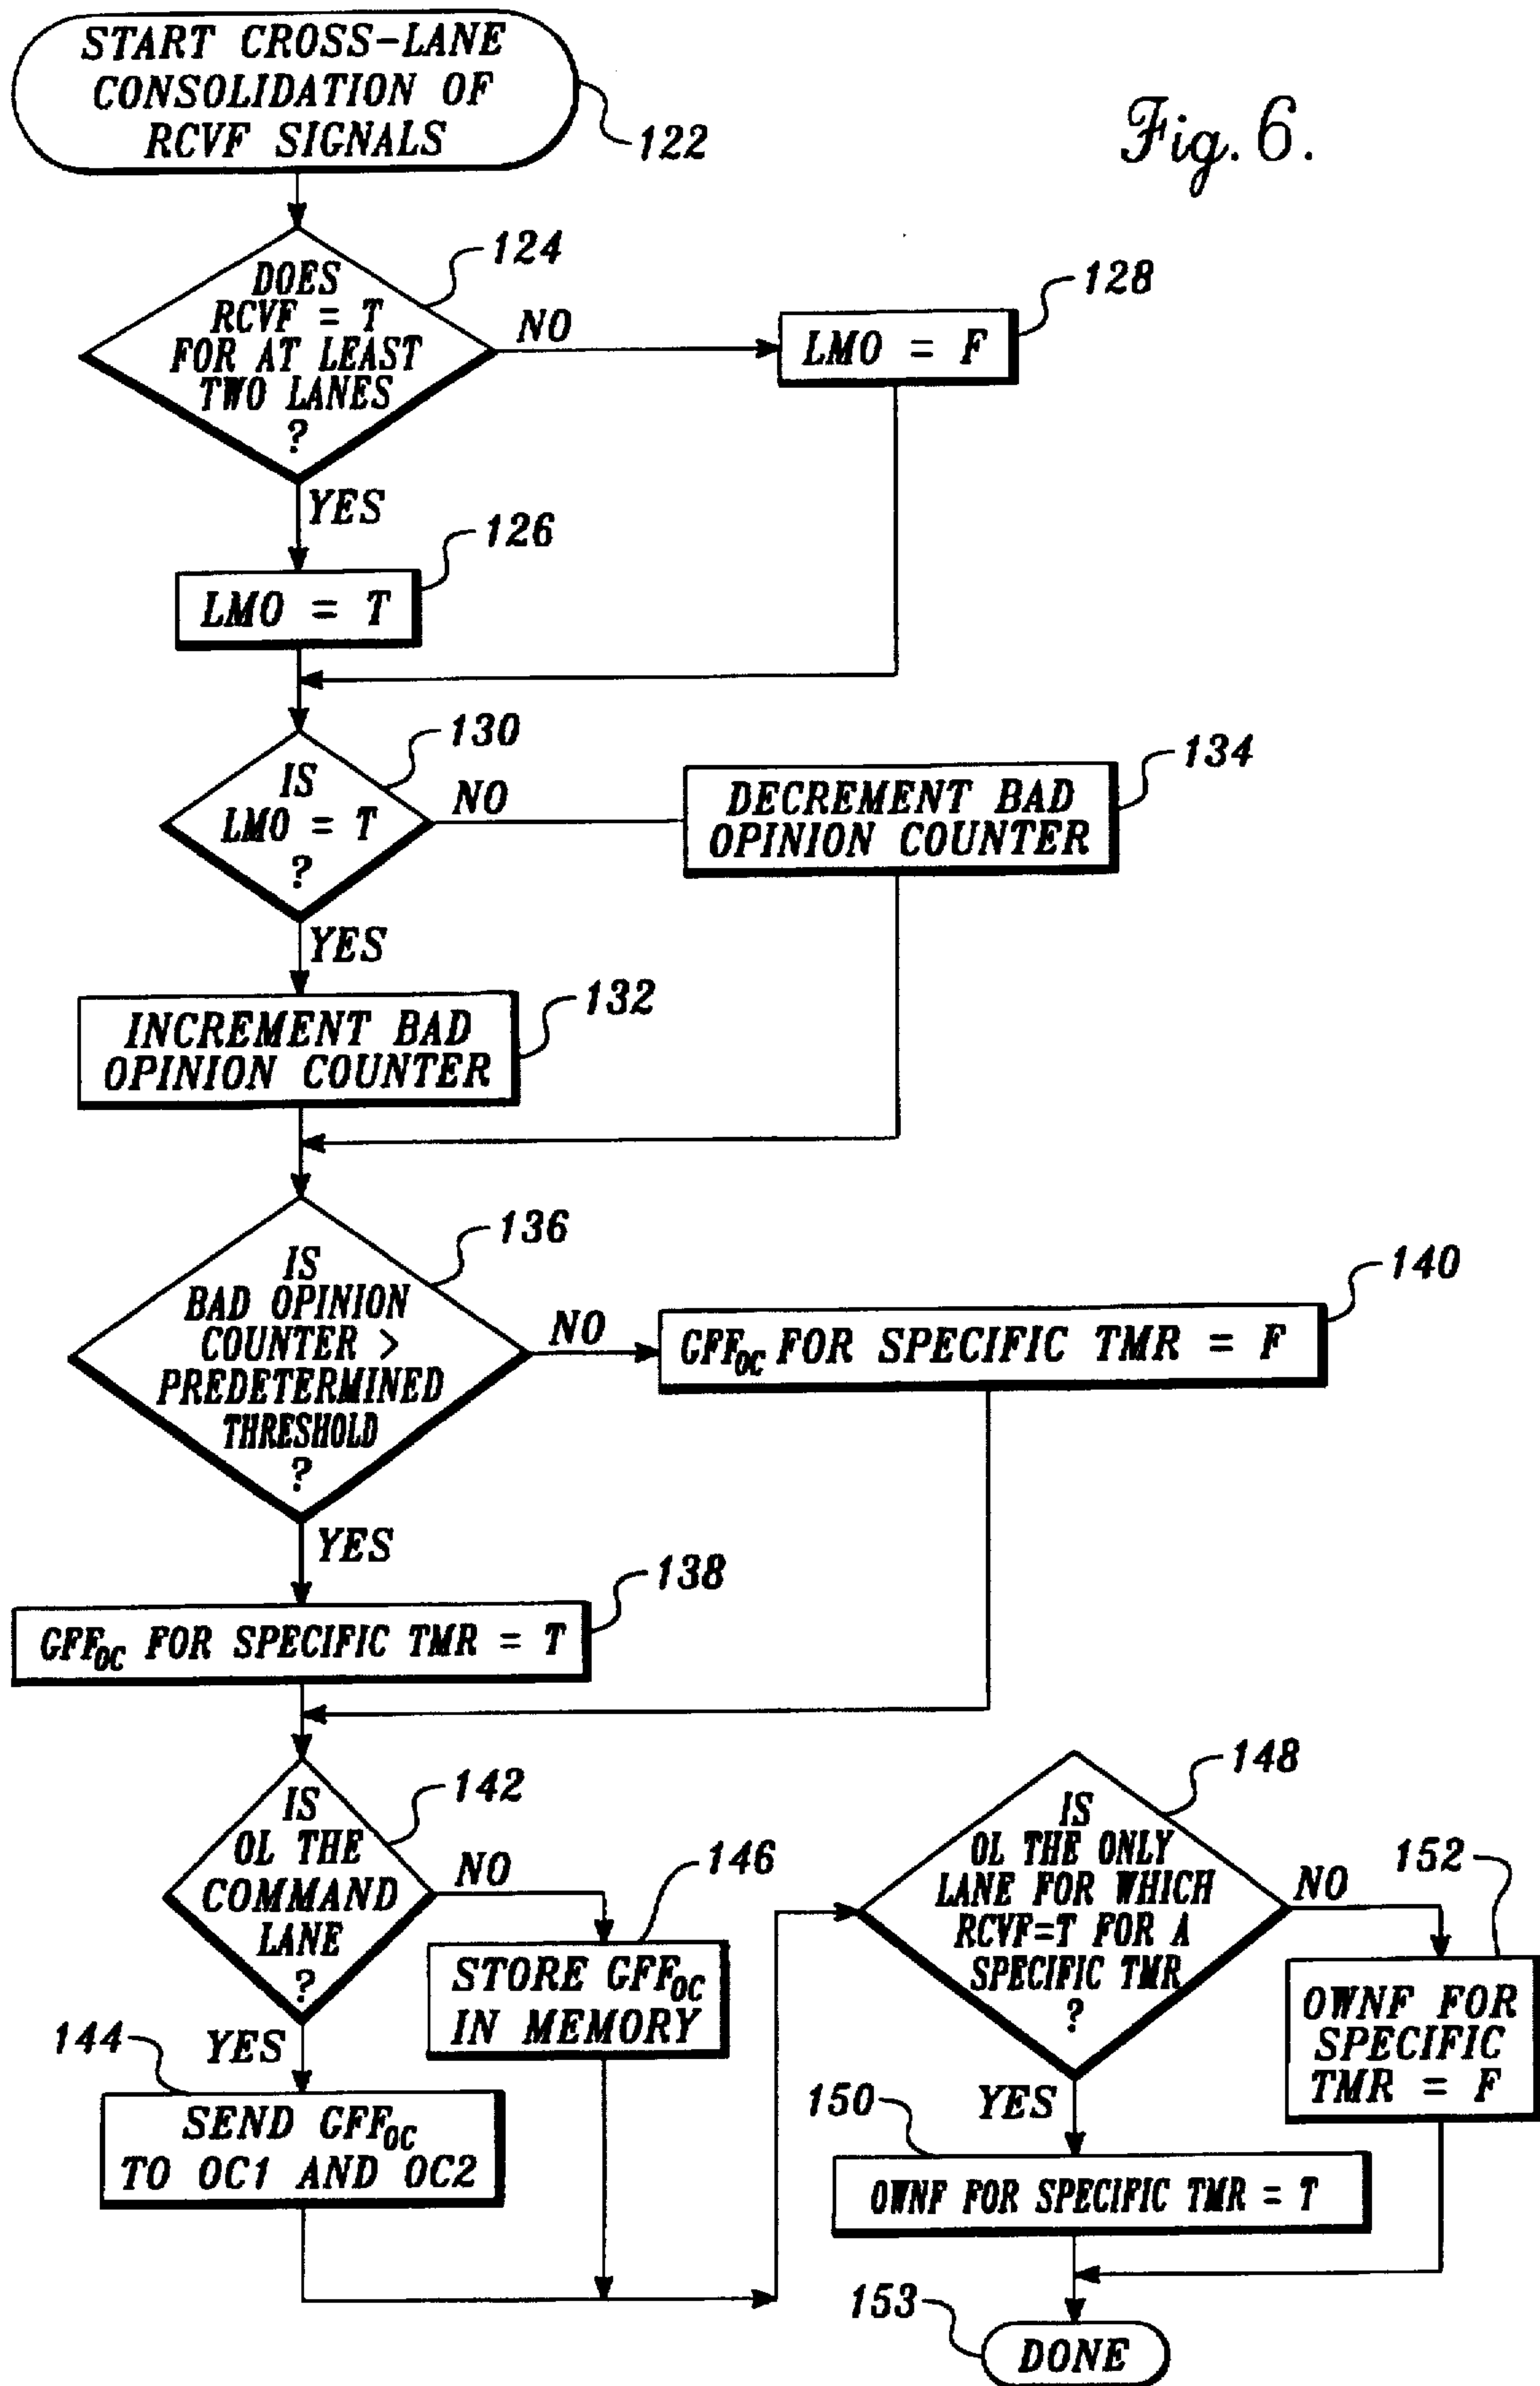 START CROSS-LANE
CONSOLIDATION OF
RCVF SIGNALS
122
Fig. 6.
124
DOES
RCVF = T
FOR AT LEAST
TWO LANES
?
NO
128
LMO = F
YES
126
LMO = T
130
IS
LMO = T
?
NO
134
DECREMENT BAD
OPINION COUNTER
YES
132
INCREMENT BAD
OPINION COUNTER
136
IS
BAD OPINION
COUNTER >
PREDETERMINED
THRESHOLD
?
NO
140
GFFOC FOR SPECIFIC TMR = F
YES
138
GFFOC FOR SPECIFIC TMR = T
142
IS
OL THE
COMMAND
LANE
?
NO
146
STORE GFFOC
IN MEMORY
YES
144
SEND GFFOC
TO OC1 AND OC2
148
IS
OL THE ONLY
LANE FOR WHICH
RCVF=T FOR A
SPECIFIC TMR
?
NO
152
OWNF FOR
SPECIFIC
TMR = F
YES
150
OWNF FOR SPECIFIC TMR = T
153
DONE